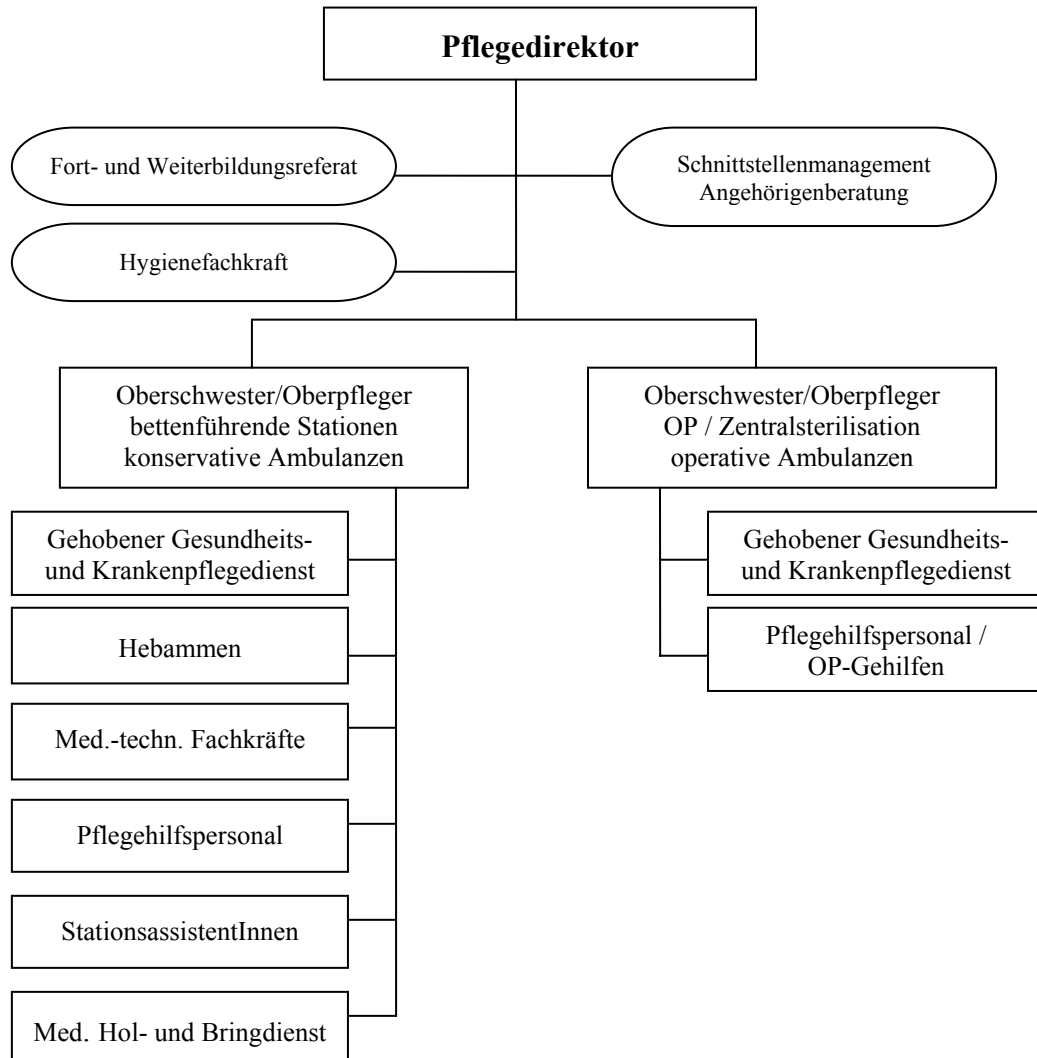 Pflegedirektor
Fort- und Weiterbildungsreferat
Schnittstellenmanagement
Angehörigenberatung
Hygienefachkraft
Oberschwester/Oberpfleger
bettenführende Stationen
konservative Ambulanzen
Oberschwester/Oberpfleger
OP / Zentralsterilisation
operative Ambulanzen
Gehobener Gesundheits-
und Krankenpflegedienst
Hebammen
Med.-techn. Fachkräfte
Pflegehilfspersonal
StationsassistentInnen
Med. Hol- und Bringdienst
Gehobener Gesundheits-
und Krankenpflegedienst
Pflegehilfspersonal /
OP-Gehilfen